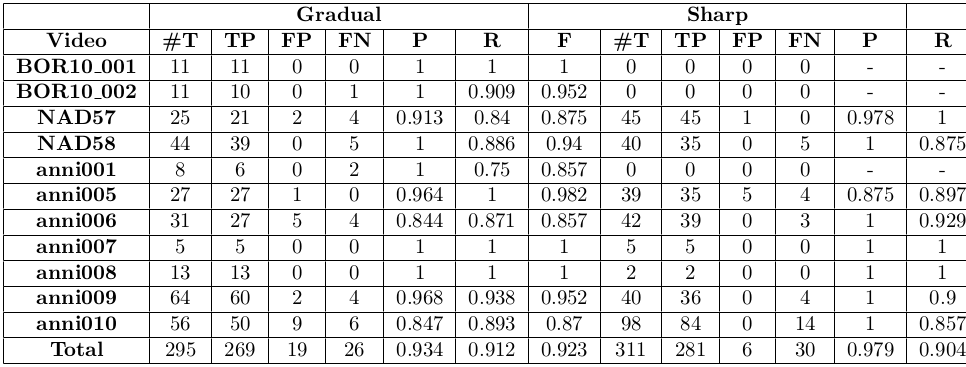 Gradual Sharp
Video #T TP FP FN P R F #T TP FP FN P R
BOR10_001 11 11 0 0 1 1 1 0 0 0 0 - -
BOR10_002 11 10 0 1 1 0.909 0.952 0 0 0 0 - -
NAD57 25 21 2 4 0.913 0.84 0.875 45 45 1 0 0.978 1
NAD58 44 39 0 5 1 0.886 0.94 40 35 0 5 1 0.875
anni001 8 6 0 2 1 0.75 0.857 0 0 0 0 - -
anni005 27 27 1 0 0.964 1 0.982 39 35 5 4 0.875 0.897
anni006 31 27 5 4 0.844 0.871 0.857 42 39 0 3 1 0.929
anni007 5 5 0 0 1 1 1 5 5 0 0 1 1
anni008 13 13 0 0 1 1 1 2 2 0 0 1 1
anni009 64 60 2 4 0.968 0.938 0.952 40 36 0 4 1 0.9
anni010 56 50 9 6 0.847 0.893 0.87 98 84 0 14 1 0.857
Total 295 269 19 26 0.934 0.912 0.923 311 281 6 30 0.979 0.904